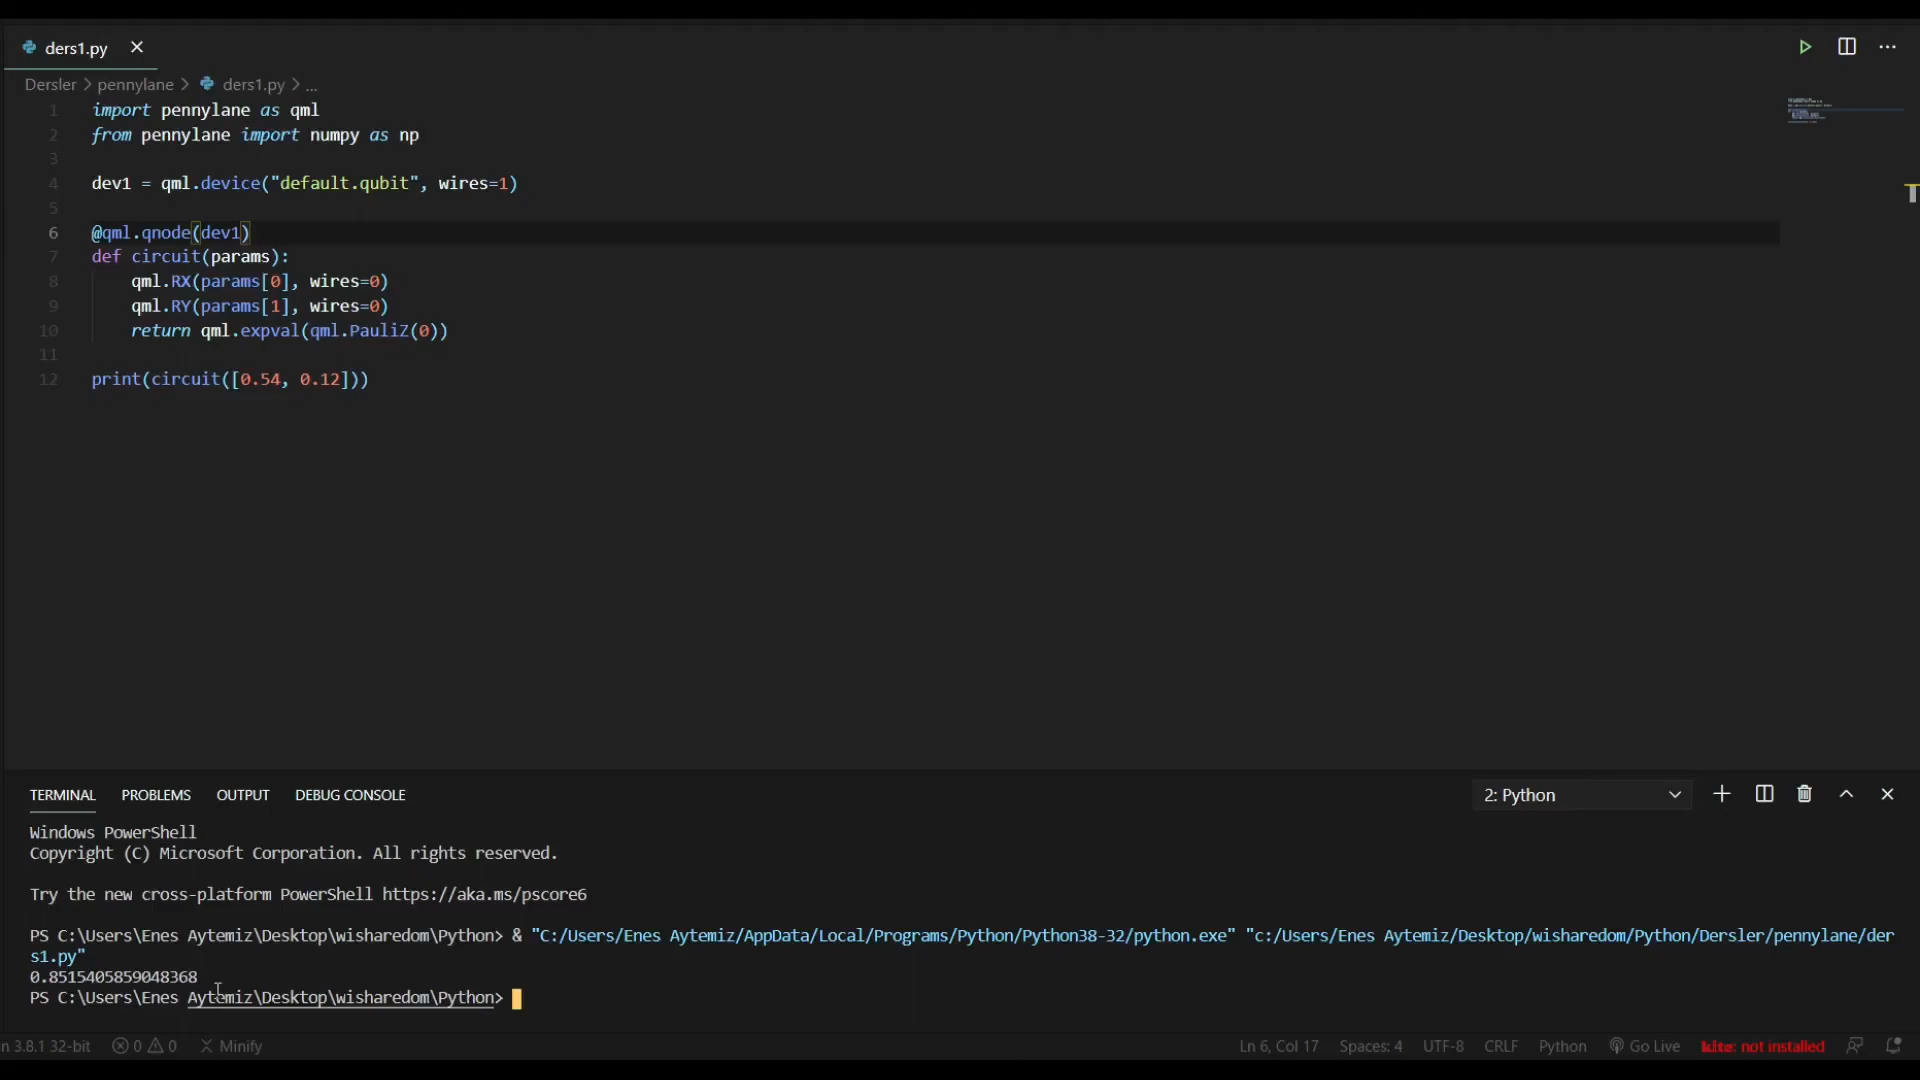 ders1.py
Dersler > pennylane > ders1.py > ...
1 import pennylane as qml
2 from pennylane import numpy as np
3
4 dev1 = qml.device("default.qubit", wires=1)
5
6 @qml.qnode(dev1)
7 def circuit(params):
8 qml.RX(params[0], wires=0)
9 qml.RY(params[1], wires=0)
10 return qml.expval(qml.PauliZ(0))
11
12 print(circuit([0.54, 0.12]))
TERMINAL PROBLEMS OUTPUT DEBUG CONSOLE 2: Python
Windows PowerShell
Copyright (C) Microsoft Corporation. All rights reserved.
Try the new cross-platform PowerShell https://aka.ms/pscore6
PS C:\Users\Enes Aytemiz\Desktop\wisharedom\Python> & "C:/Users/Enes Aytemiz/AppData/Local/Programs/Python/Python38-32/python.exe" "c:/Users/Enes Aytemiz/Desktop/wisharedom/Python/Dersler/pennylane/der
s1.py"
0.8515405859048368
PS C:\Users\Enes Aytemiz\Desktop\wisharedom\Python>
n 3.8.1 32-bit 0 0 Minify Ln 6, Col 17 Spaces: 4 UTF-8 CRLF Python Go Live not installed